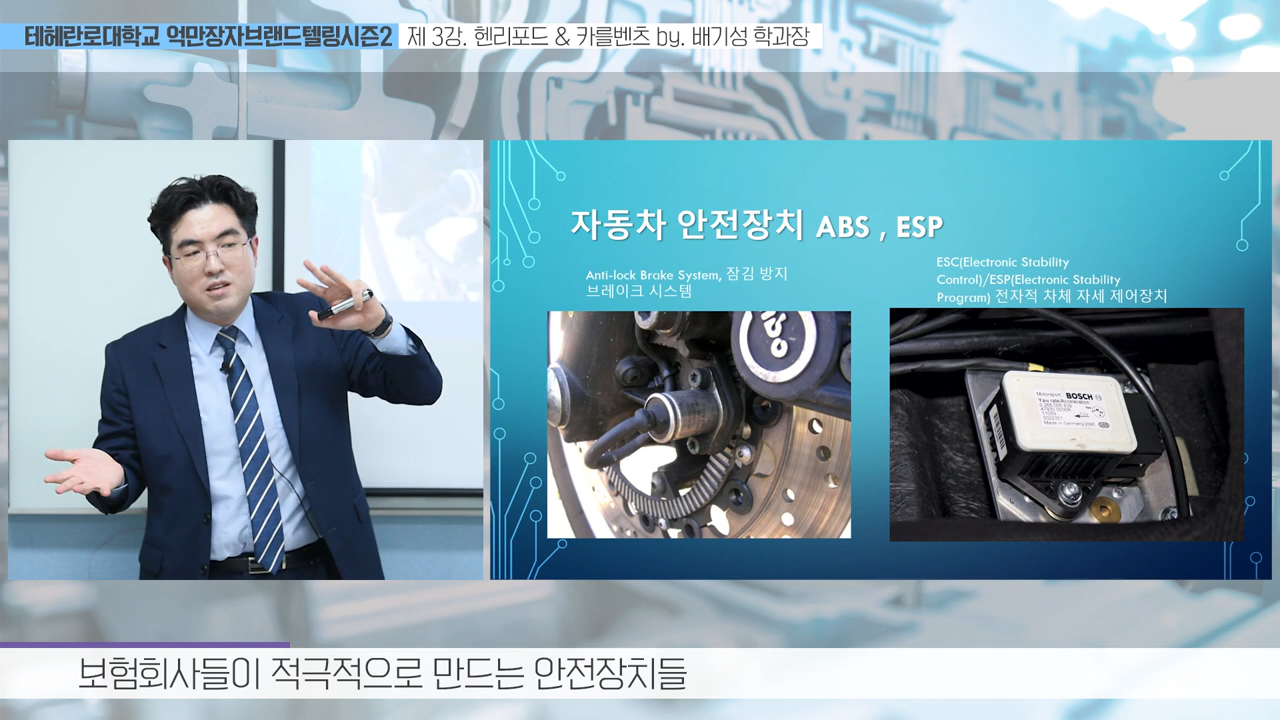 테헤란로대학교 억만장자브랜드텔링시즌2 제 3강. 헨리포드 & 카를벤츠 by. 배기성 학과장
자동차 안전장치 ABS , ESP
Anti-lock Brake System, 잠김 방지
브레이크 시스템
ESC(Electronic Stability
Control)/ESP(Electronic Stability
Program) 전자적 차체 자세 제어장치
Motorsport BOSCH
Yaw rate/Acceleration
Made in Germany
보험회사들이 적극적으로 만드는 안전장치들